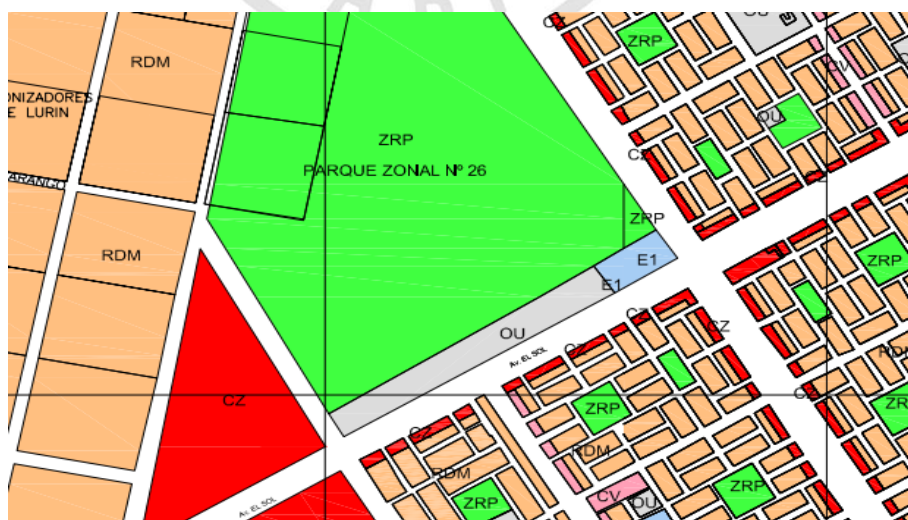 CZ
OU
ZRP
RDM
CV
ONIZADORES
E LURIN
OU
ZRP
CZ
PARQUE ZONAL Nº 26
CZ
ARANGO
ZRP
RDM
E1
ZRP
E1
CZ
CZ
OU
CZ
Av. EL SOL
RDM
CZ
CZ
ZRP
ZR
CZ
RDM
RDM
CV
ZRP
ZRP
OU
Av. EL SOL